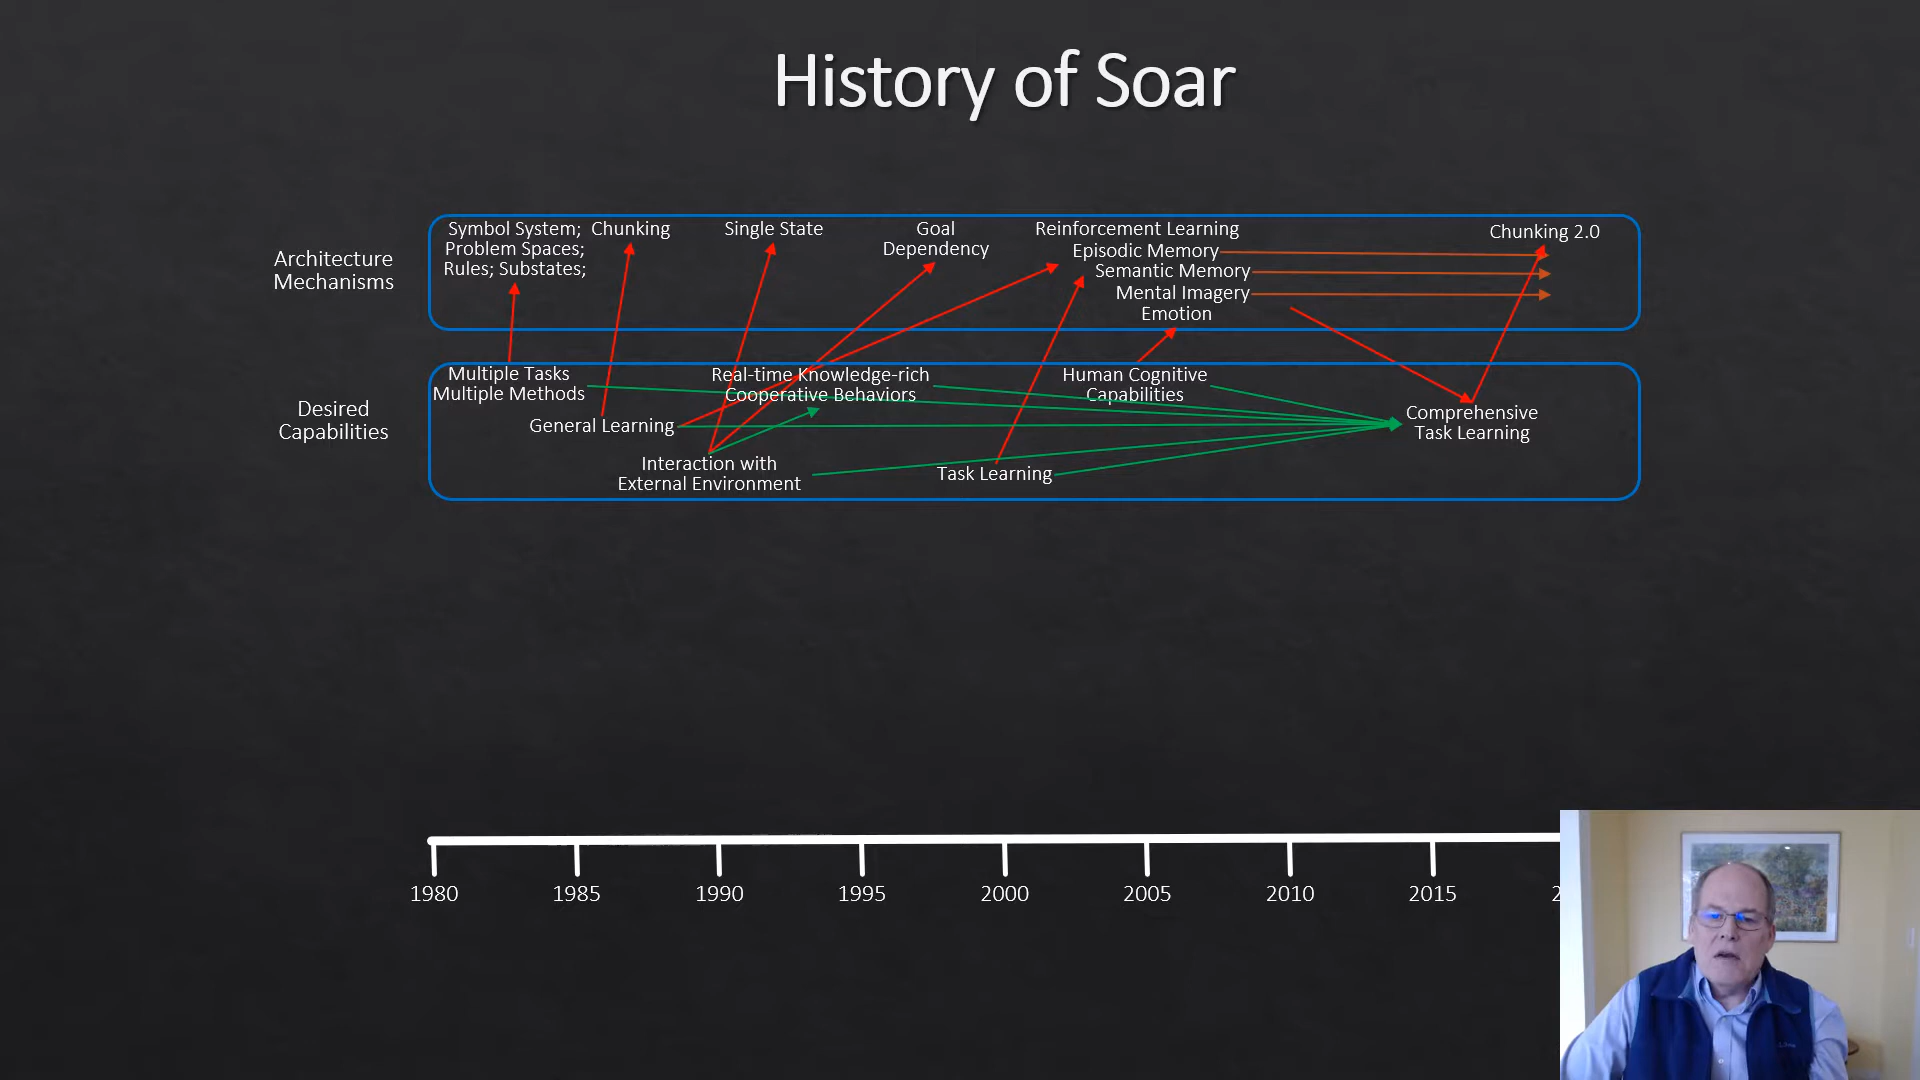 History of Soar
Architecture
Mechanisms
Symbol System;
Problem Spaces;
Rules; Substates;
Chunking
Single State
Goal
Dependency
Reinforcement Learning
Episodic Memory
Semantic Memory
Mental Imagery
Emotion
Chunking 2.0
Desired
Capabilities
Multiple Tasks
Multiple Methods
General Learning
Real-time Knowledge-rich
Cooperative Behaviors
Interaction with
External Environment
Human Cognitive
Capabilities
Task Learning
Comprehensive
Task Learning
1980 1985 1990 1995 2000 2005 2010 2015